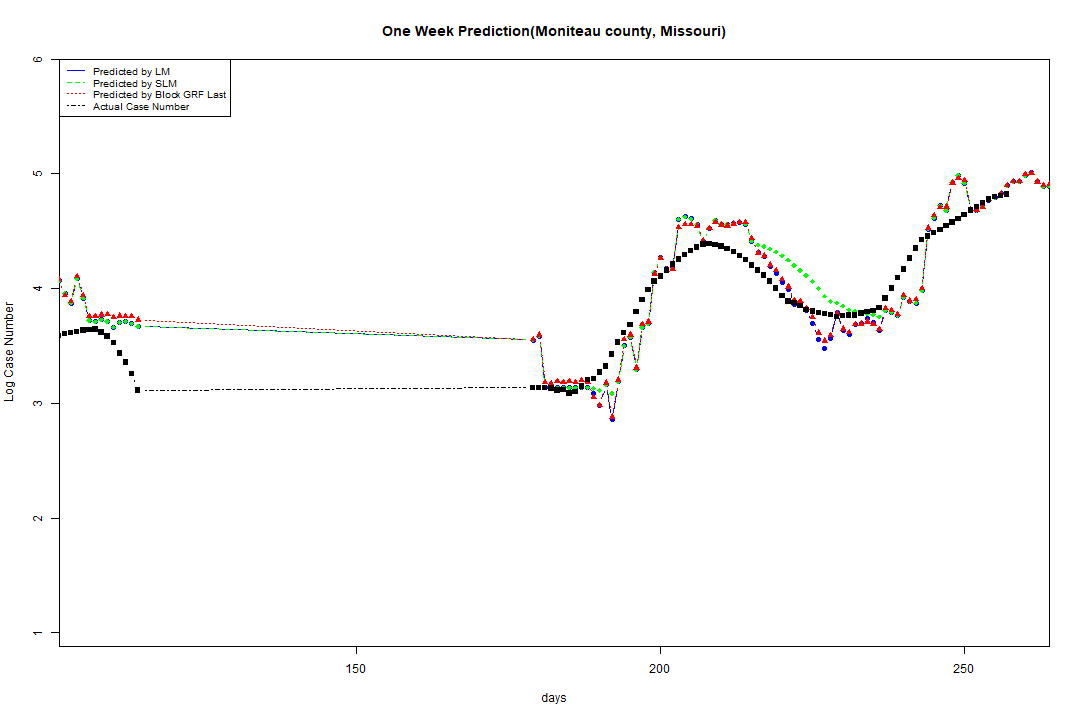 One Week Prediction(Moniteau county, Missouri)
Predicted by LM
Predicted by SLM
Predicted by Block GRF Last
Actual Case Number
6
5
4
3
2
1
Log Case Number
150 200 250
days